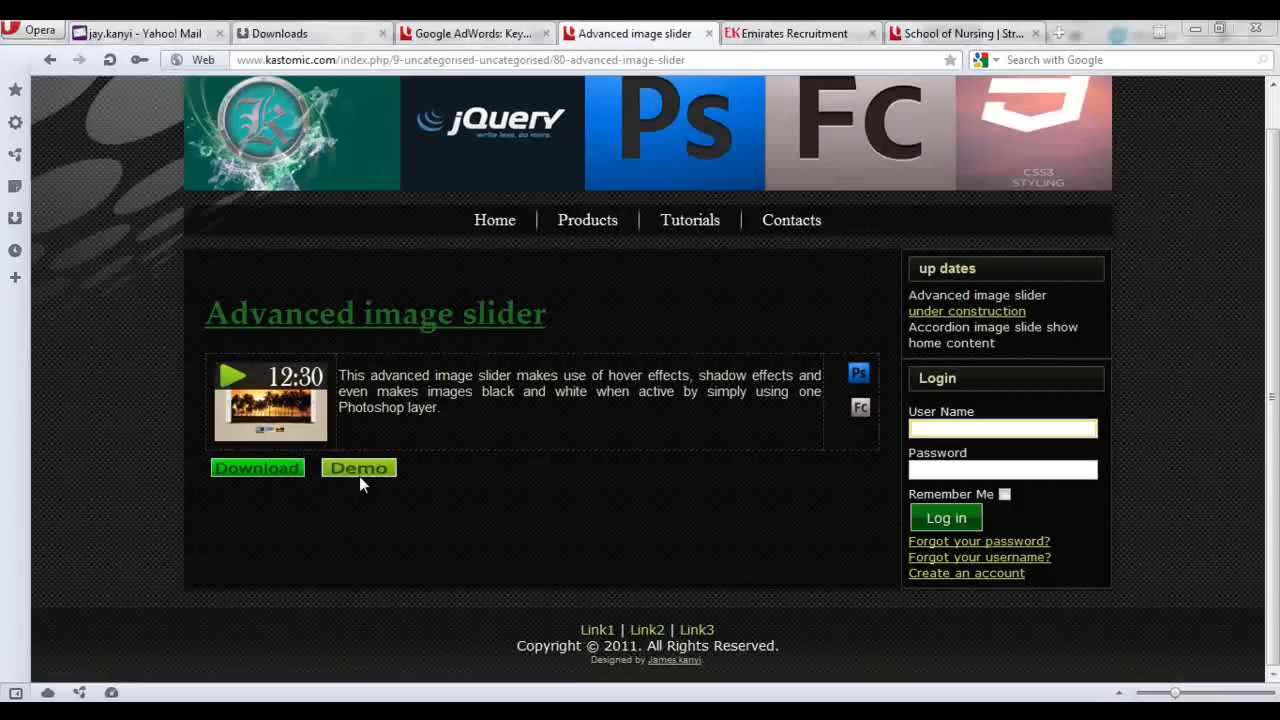 Opera
jay.kanyi - Yahoo! Mail
Downloads
Google AdWords: Key...
Advanced image slider
EK Emirates Recruitment
School of Nursing | Str...
Web
www.kastomic.com/index.php/9-uncategorised-uncategorised/80-advanced-image-slider
Search with Google
K
jQuery
write less, do more.
Ps
Fc
CSS3
STYLING
Home
Products
Tutorials
Contacts
Advanced image slider
12:30
This advanced image slider makes use of hover effects, shadow effects and
even makes images black and white when active by simply using one
Photoshop layer.
Ps
Fc
Download
Demo
up dates
Advanced image slider
under construction
Accordion image slide show
home content
Login
User Name
Password
Remember Me
Log in
Forgot your password?
Forgot your username?
Create an account
Link1 | Link2 | Link3
Copyright © 2011. All Rights Reserved.
Designed by James kanyi.